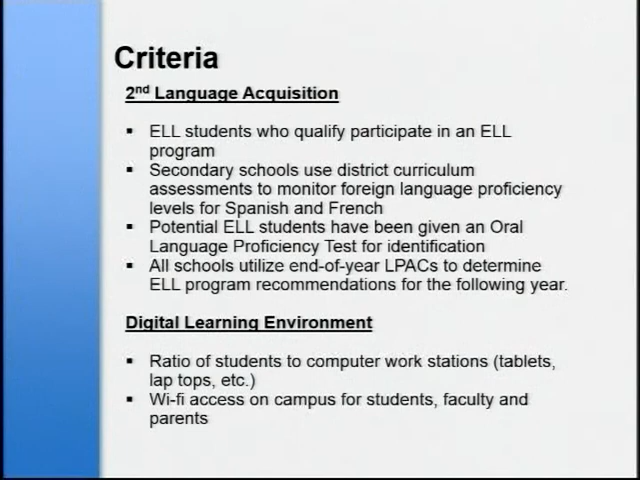 Criteria
2nd Language Acquisition
▪ ELL students who qualify participate in an ELL
program
▪ Secondary schools use district curriculum
assessments to monitor foreign language proficiency
levels for Spanish and French
▪ Potential ELL students have been given an Oral
Language Proficiency Test for identification
▪ All schools utilize end-of-year LPACs to determine
ELL program recommendations for the following year.
Digital Learning Environment
▪ Ratio of students to computer work stations (tablets,
lap tops, etc.)
▪ Wi-fi access on campus for students, faculty and
parents